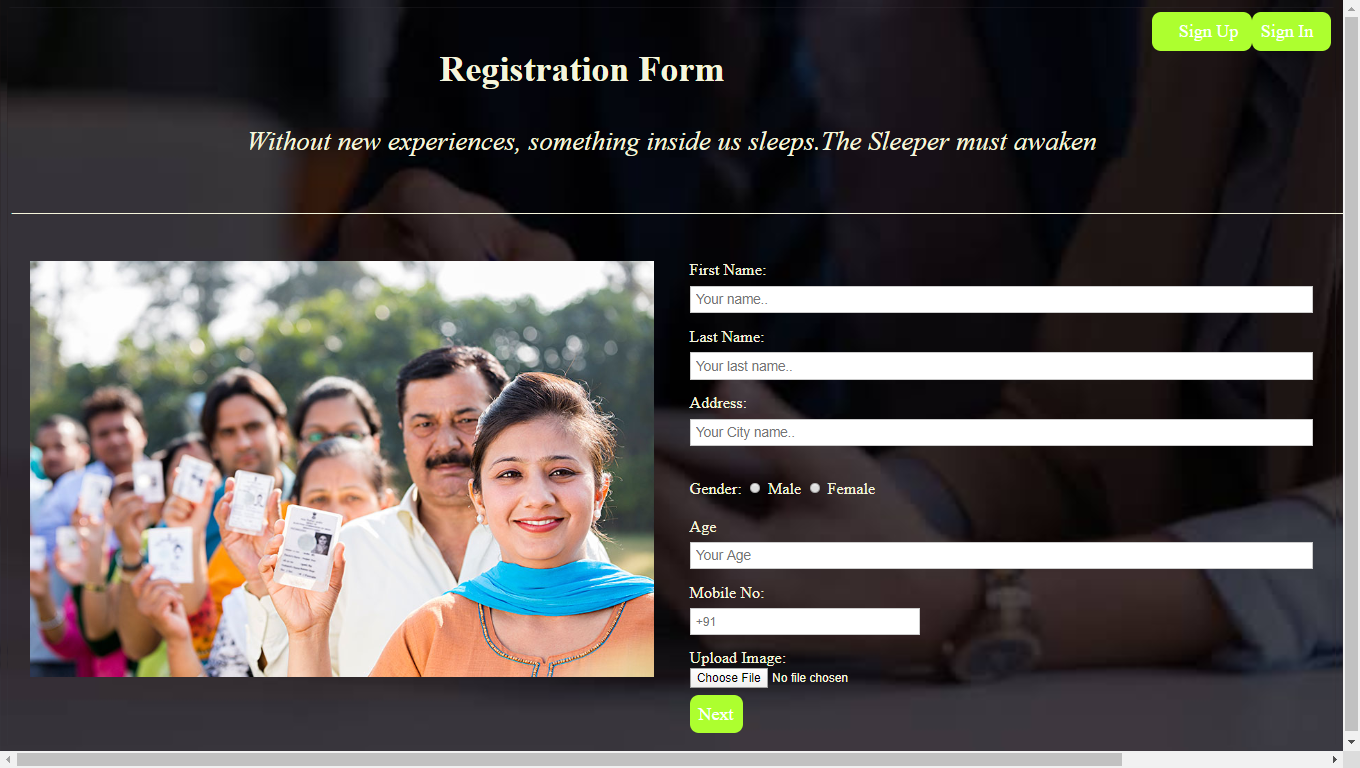 Sign Up Sign In
Registration Form
Without new experiences, something inside us sleeps.The Sleeper must awaken
First Name:
Your name..
Last Name:
Your last name..
Address:
Your City name..
Gender: Male Female
Age
Your Age
Mobile No:
+91
Upload Image:
Choose File No file chosen
Next